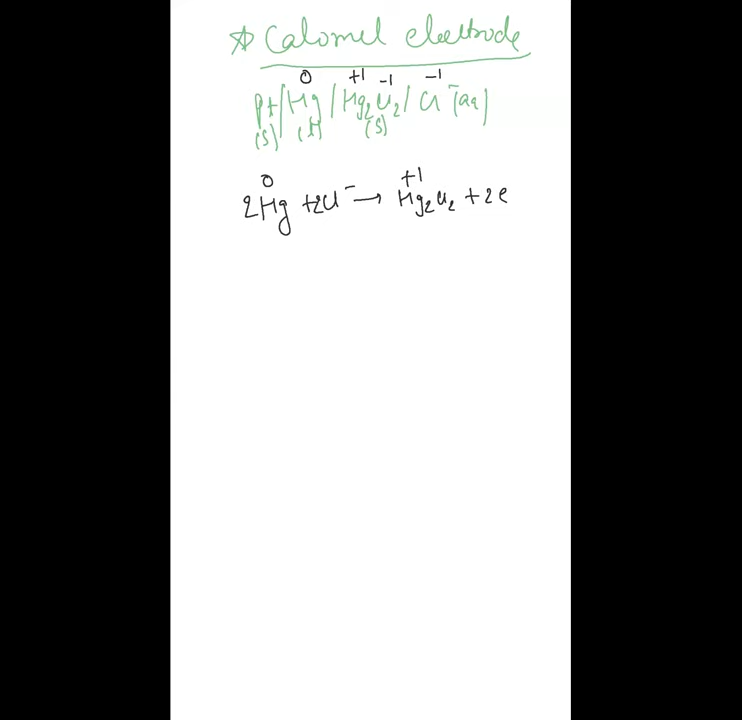 ☆ Calomel electrode
0 +1 -1 -1
Pt/Hg/Hg₂Cl₂/Cl⁻(aq)
(s) (l) (s)
0 +1
2Hg +2Cl⁻ → Hg₂Cl₂ + 2e